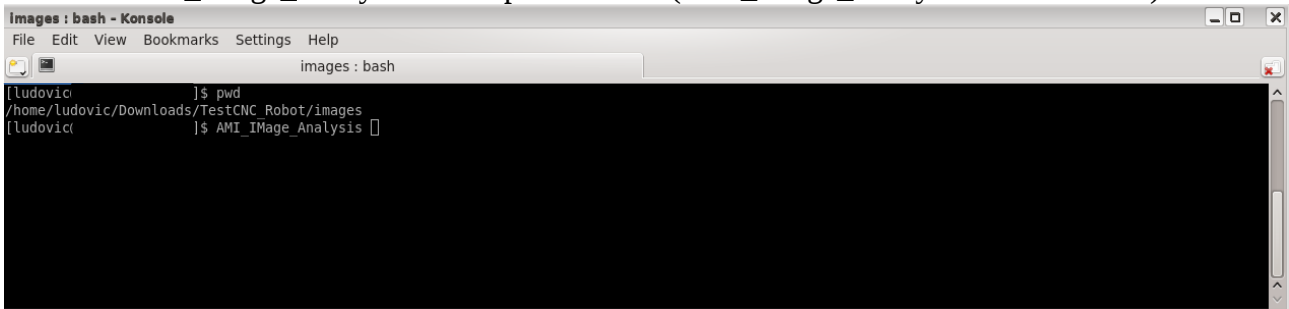 images : bash - Konsole
File Edit View Bookmarks Settings Help
images : bash
[ludovic ]$ pwd
/home/ludovic/Downloads/TestCNC_Robot/images
[ludovic ]$ AMI_IMage_Analysis